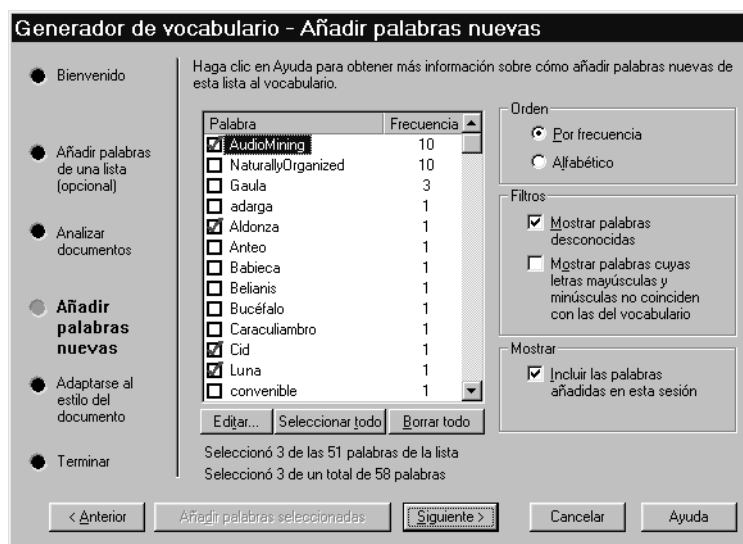 Generador de vocabulario - Añadir palabras nuevas
Bienvenido
Añadir palabras
de una lista
(opcional)
Analizar
documentos
Añadir
palabras
nuevas
Adaptarse al
estilo del
documento
Terminar
Haga clic en Ayuda para obtener más información sobre cómo añadir palabras nuevas de
esta lista al vocabulario.
Palabra Frecuencia
AudioMining 10
NaturallyOrganized 10
Gaula 3
adarga 1
Aldonza 1
Anteo 1
Babieca 1
Belianis 1
Bucéfalo 1
Caraculiambro 1
Cid 1
Luna 1
convenible 1
Editar... Seleccionar todo Borrar todo
Seleccionó 3 de las 51 palabras de la lista
Seleccionó 3 de un total de 58 palabras
Orden
Por frecuencia
Alfabético
Filtros
Mostrar palabras
desconocidas
Mostrar palabras cuyas
letras mayúsculas y
minúsculas no coinciden
con las del vocabulario
Mostrar
Incluir las palabras
añadidas en esta sesión
< Anterior Añadir palabras seleccionadas Siguiente > Cancelar Ayuda